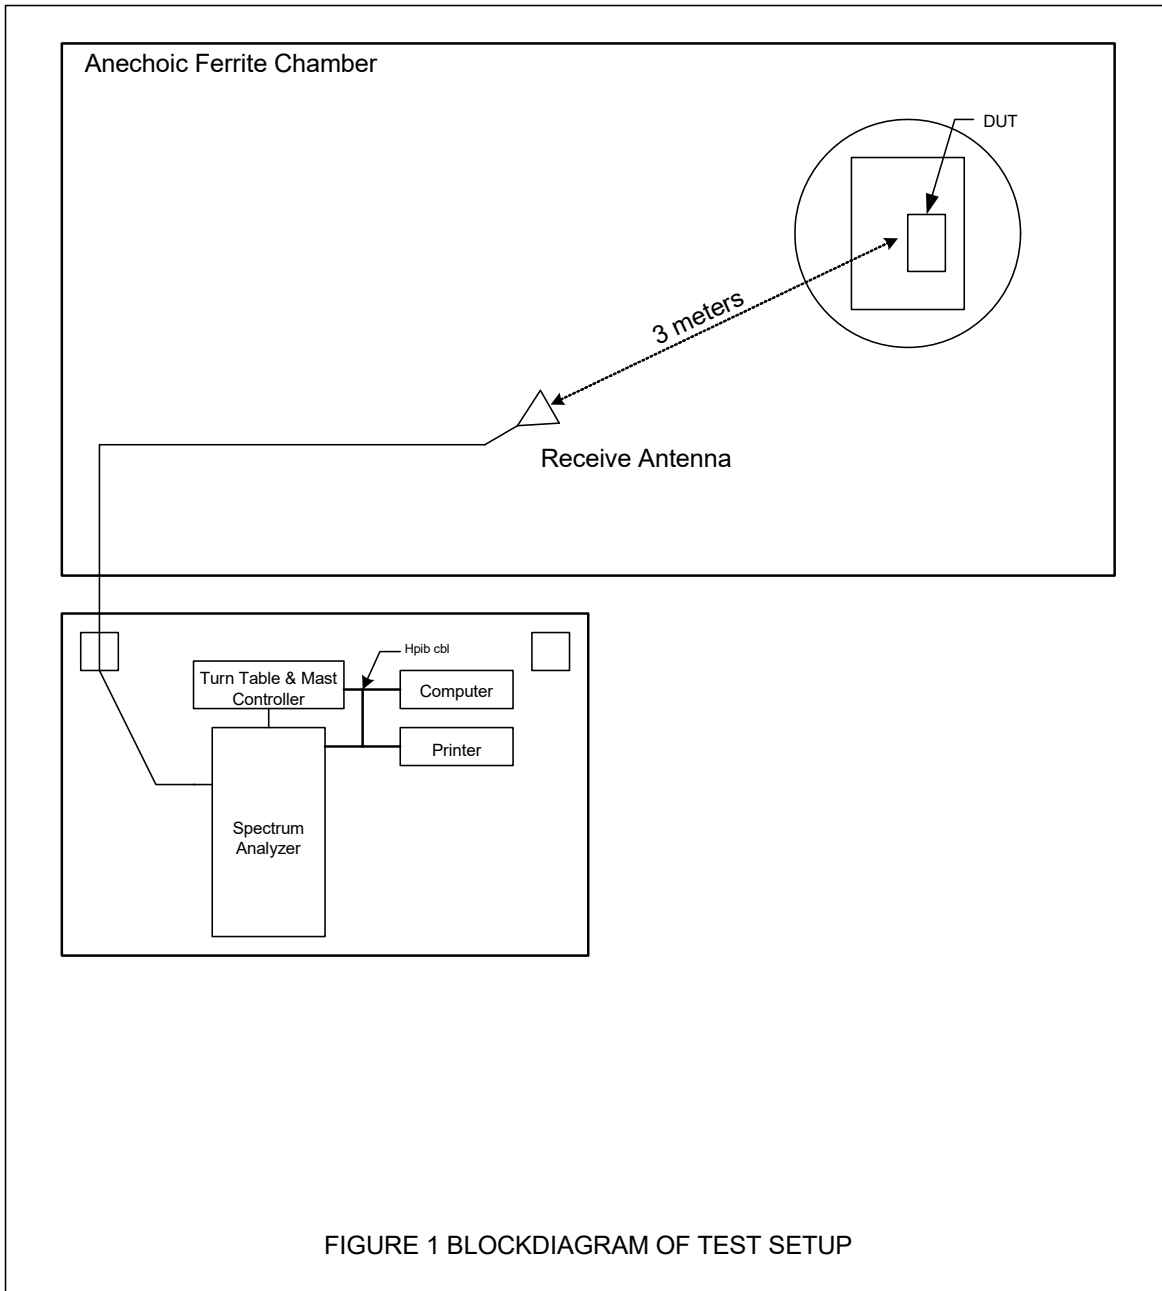 Anechoic Ferrite Chamber
DUT
3 meters
Receive Antenna
Hpib cbl
Turn Table & Mast
Controller
Computer
Printer
Spectrum
Analyzer
FIGURE 1 BLOCKDIAGRAM OF TEST SETUP